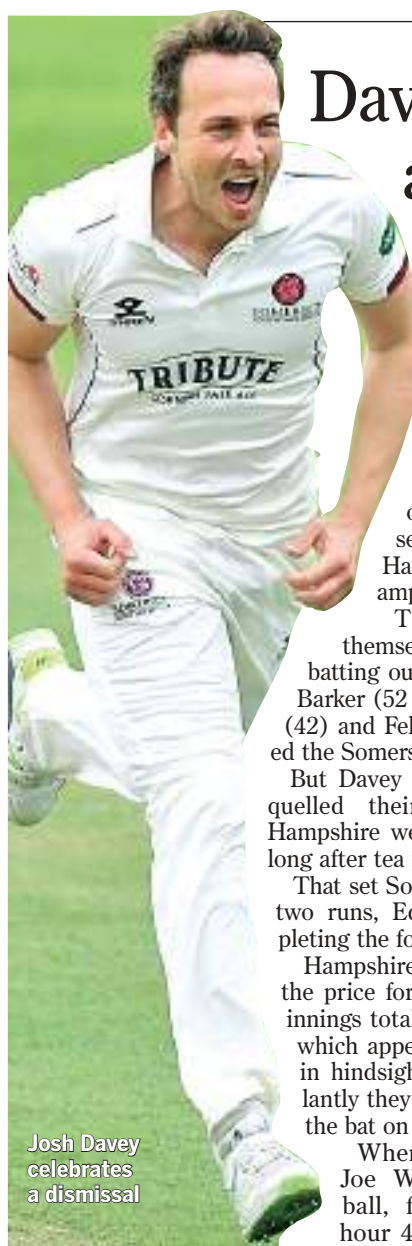 Dav
a
TRIBUTE
o
se
Ha
amp
T
themse
batting ou
Barker (52
(42) and Fel
ed the Somers
But Davey
quelled their
Hampshire we
long after tea
That set So
two runs, Ed
pleting the fo
Hampshire
the price for
innings total
which appe
in hindsigh
lantly they
the bat on
When
Joe W
ball, f
hour 4
Josh Davey
celebrates
a dismissal